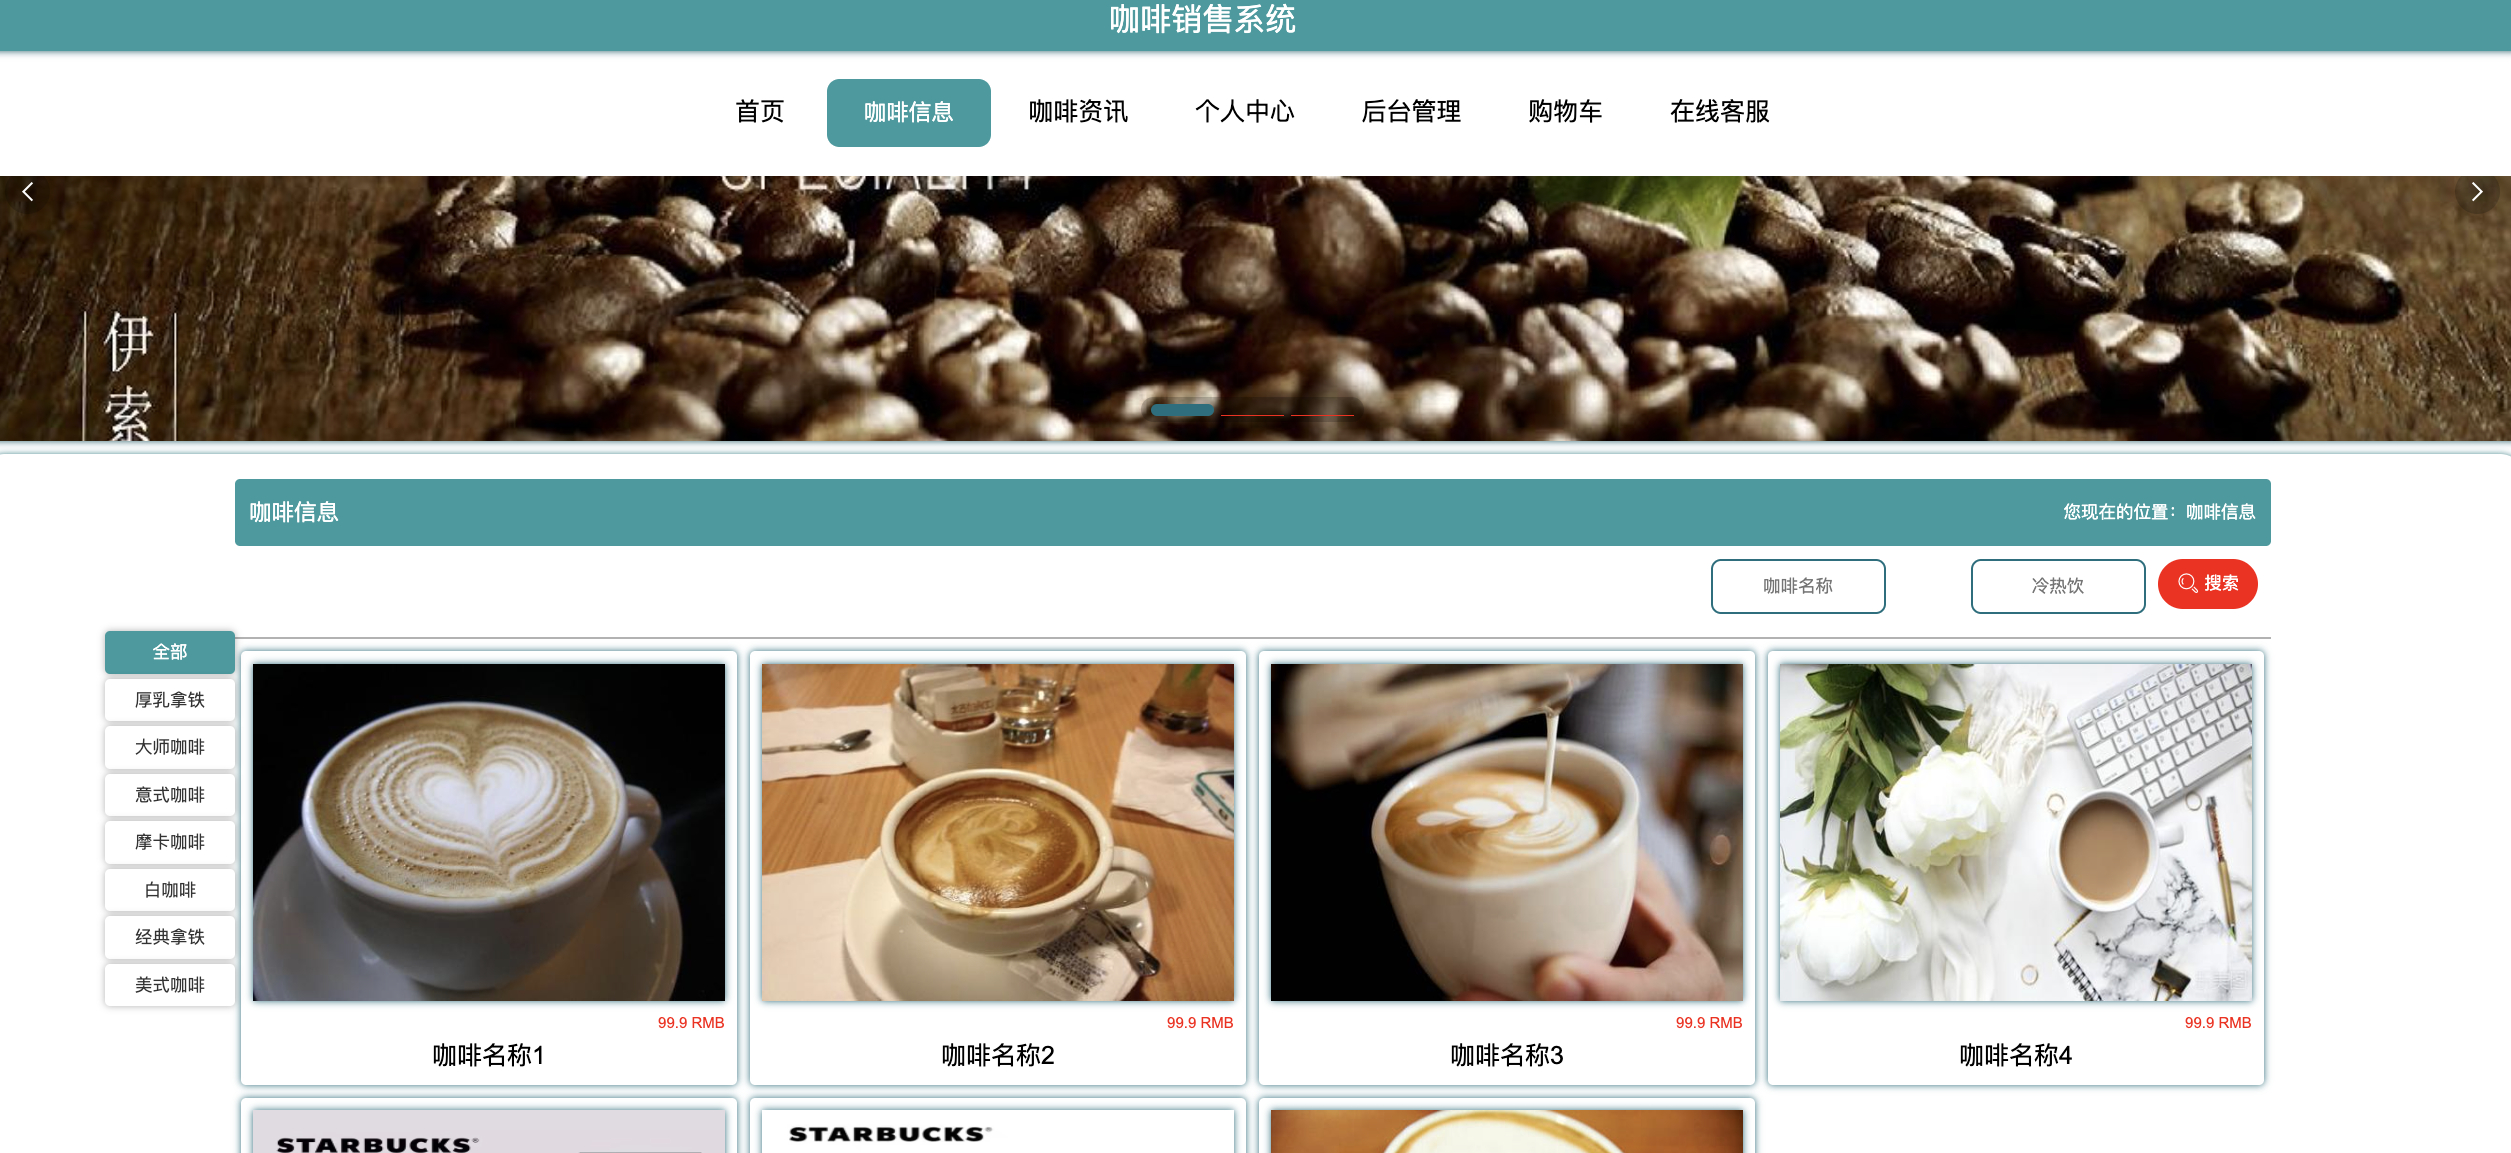 咖啡销售系统
首页 咖啡信息 咖啡资讯 个人中心 后台管理 购物车 在线客服
伊
索
咖啡信息 您现在的位置：咖啡信息
咖啡名称 冷热饮 搜索
全部
厚乳拿铁
大师咖啡
意式咖啡
摩卡咖啡
白咖啡
经典拿铁
美式咖啡
99.9 RMB 99.9 RMB 99.9 RMB 99.9 RMB
咖啡名称1 咖啡名称2 咖啡名称3 咖啡名称4
STARBUCKS® STARBUCKS®